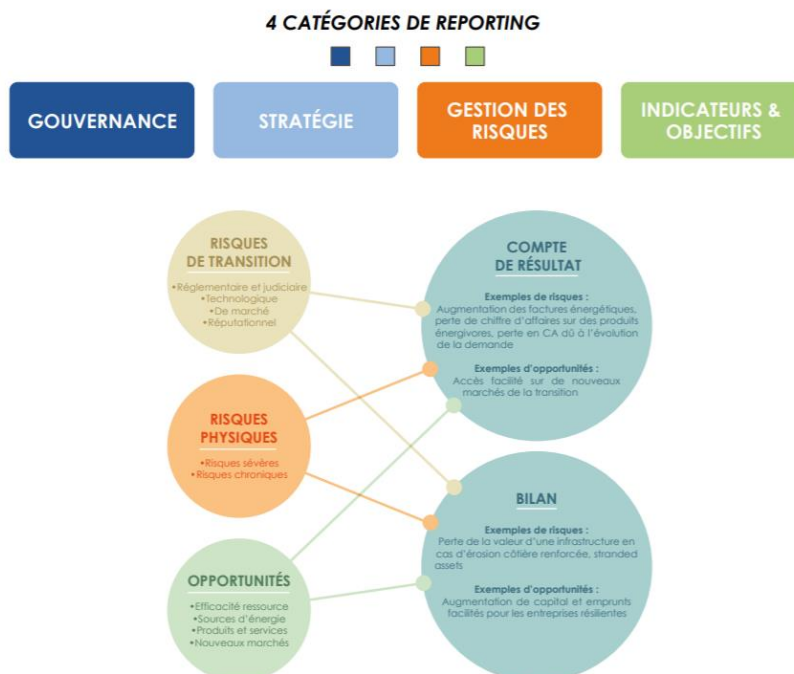 4 CATÉGORIES DE REPORTING
GOUVERNANCE
STRATÉGIE
GESTION DES
RISQUES
INDICATEURS &
OBJECTIFS
RISQUES
DE TRANSITION
•Réglementaire et judiciaire
•Technologique
•De marché
•Réputationnel
RISQUES
PHYSIQUES
•Risques sévères
•Risques chroniques
OPPORTUNITÉS
•Efficacité ressource
•Sources d'énergie
•Produits et services
•Nouveaux marchés
COMPTE
DE RÉSULTAT
Exemples de risques :
Augmentation des factures énergétiques,
perte de chiffre d'affaires sur des produits
énergivores, perte en CA dû à l'évolution
de la demande
Exemples d'opportunités :
Accès facilité sur de nouveaux
marchés de la transition
BILAN
Exemples de risques :
Perte de la valeur d'une infrastructure en
cas d'érosion côtière renforcée, stranded
assets
Exemples d'opportunités :
Augmentation de capital et emprunts
facilités pour les entreprises résilientes